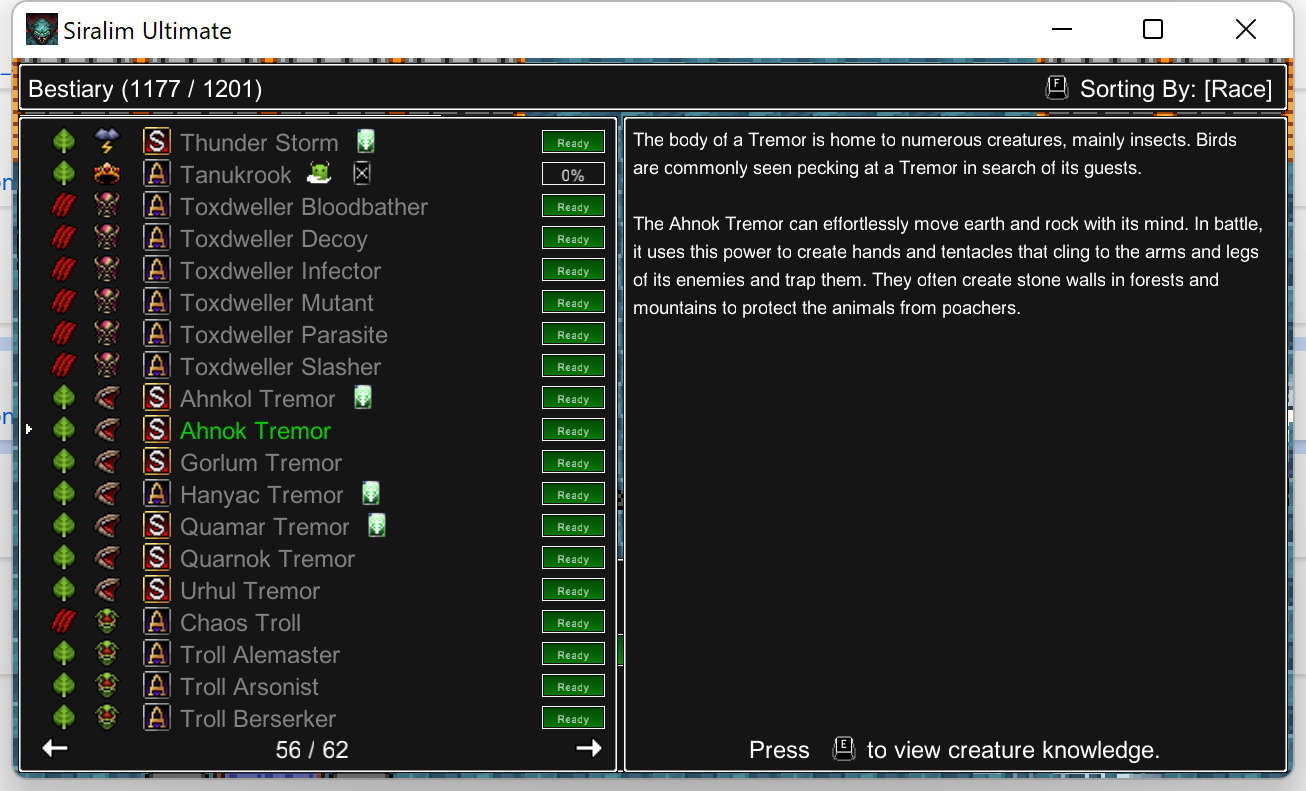 Siralim Ultimate
Bestiary (1177 / 1201)
F Sorting By: [Race]
S Thunder Storm Ready
A Tanukrook 0%
A Toxdweller Bloodbather Ready
A Toxdweller Decoy Ready
A Toxdweller Infector Ready
A Toxdweller Mutant Ready
A Toxdweller Parasite Ready
A Toxdweller Slasher Ready
S Ahnkol Tremor Ready
S Ahnok Tremor Ready
S Gorlum Tremor Ready
A Hanyac Tremor Ready
S Quamar Tremor Ready
S Quarnok Tremor Ready
S Urhul Tremor Ready
A Chaos Troll Ready
A Troll Alemaster Ready
A Troll Arsonist Ready
A Troll Berserker Ready
56 / 62
The body of a Tremor is home to numerous creatures, mainly insects. Birds
are commonly seen pecking at a Tremor in search of its guests.
The Ahnok Tremor can effortlessly move earth and rock with its mind. In battle,
it uses this power to create hands and tentacles that cling to the arms and legs
of its enemies and trap them. They often create stone walls in forests and
mountains to protect the animals from poachers.
Press E to view creature knowledge.